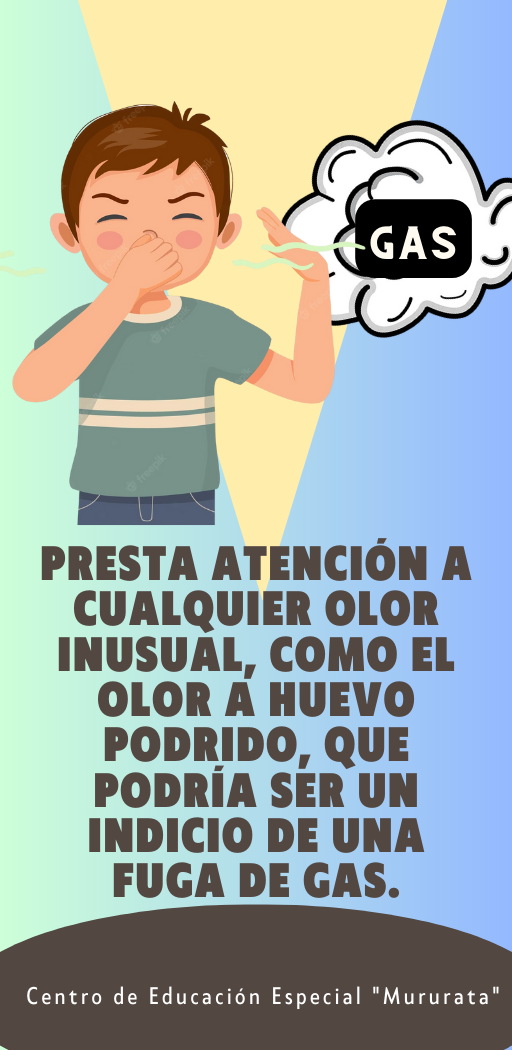 GAS
PRESTA ATENCIÓN A
CUALQUIER OLOR
INUSUAL, COMO EL
OLOR A HUEVO
PODRIDO, QUE
PODRÍA SER UN
INDICIO DE UNA
FUGA DE GAS.
Centro de Educación Especial "Mururata"